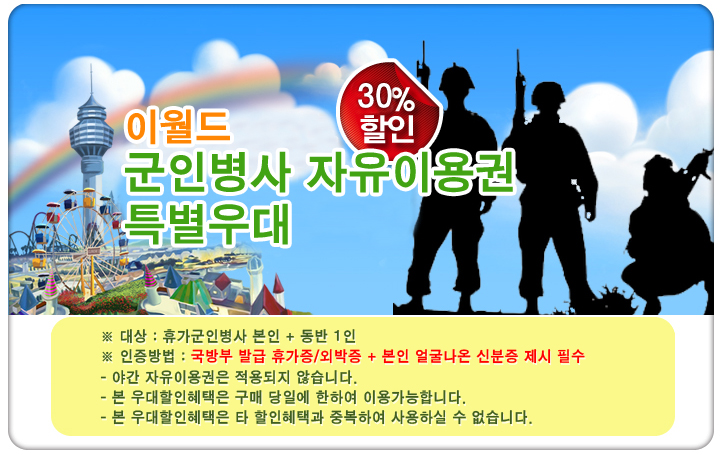 30%
할인
이월드
군인병사 자유이용권
특별우대
※ 대상 : 휴가군인병사 본인 + 동반 1인
※ 인증방법 : 국방부 발급 휴가증/외박증 + 본인 얼굴나온 신분증 제시 필수
- 야간 자유이용권은 적용되지 않습니다.
- 본 우대할인혜택은 구매 당일에 한하여 이용가능합니다.
- 본 우대할인혜택은 타 할인혜택과 중복하여 사용하실 수 없습니다.